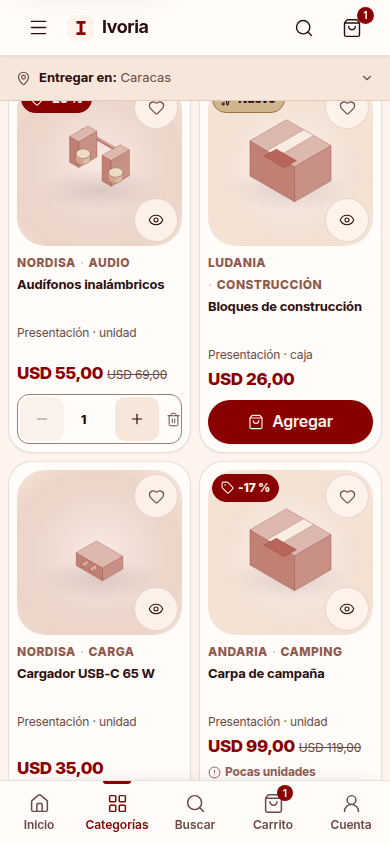 Ivoria
1
Entregar en: Caracas
NORDISA · AUDIO
Audífonos inalámbricos
Presentación · unidad
USD 55,00 USD 69,00
1
LUDANIA
· CONSTRUCCIÓN
Bloques de construcción
Presentación · caja
USD 26,00
Agregar
NORDISA · CARGA
Cargador USB-C 65 W
Presentación · unidad
USD 35,00
-17 %
ANDARIA · CAMPING
Carpa de campaña
Presentación · unidad
USD 99,00 USD 119,00
Pocas unidades
Inicio
Categorías
Buscar
1
Carrito
Cuenta